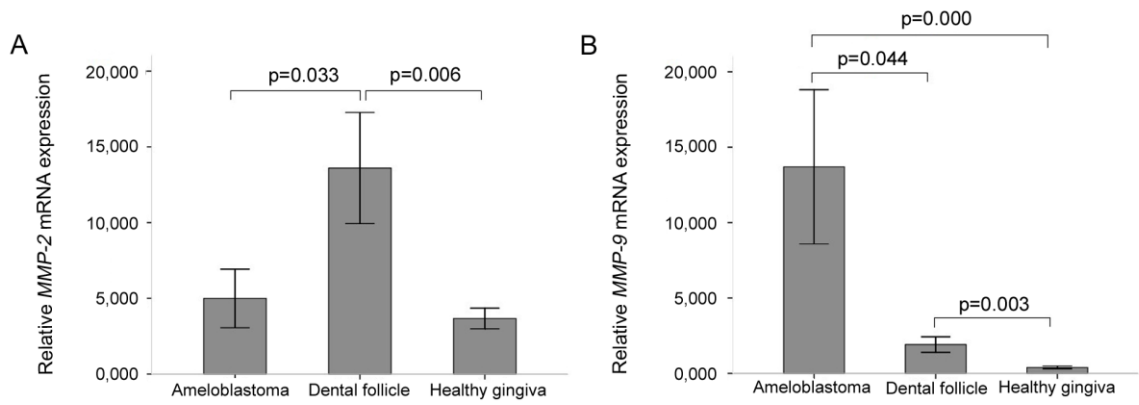 A
Relative MMP-2 mRNA expression
20,000
15,000
10,000
5,000
0,000
p=0.033
p=0.006
Ameloblastoma
Dental follicle
Healthy gingiva
B
Relative MMP-9 mRNA expression
20,000
15,000
10,000
5,000
0,000
p=0.000
p=0.044
p=0.003
Ameloblastoma
Dental follicle
Healthy gingiva